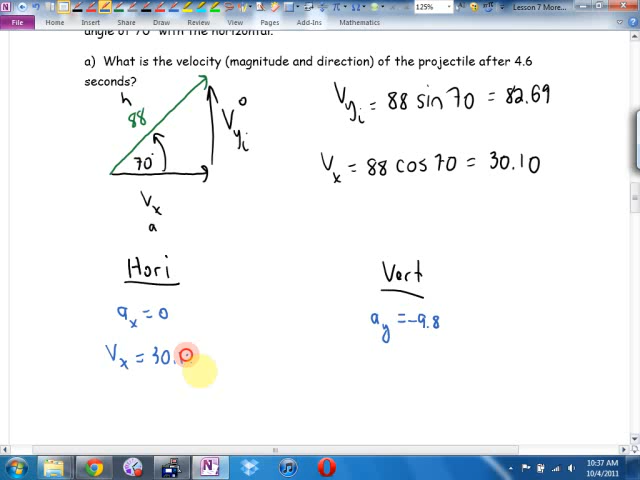 125%
File
Home
Insert
Share
Draw
Review
View
Add-Ins
Mathematics
Lesson 7 More...
angle of 70° with the horizontal.
a) What is the velocity (magnitude and direction) of the projectile after 4.6
seconds?
h
88
o
Vyi
70°
Vx
a
Vyi = 88 sin 70 = 82.69
Vx = 88 cos 70 = 30.10
Hori
Vert
ax = 0
ay = -9.8
Vx = 30.1
10:37 AM
10/4/2011